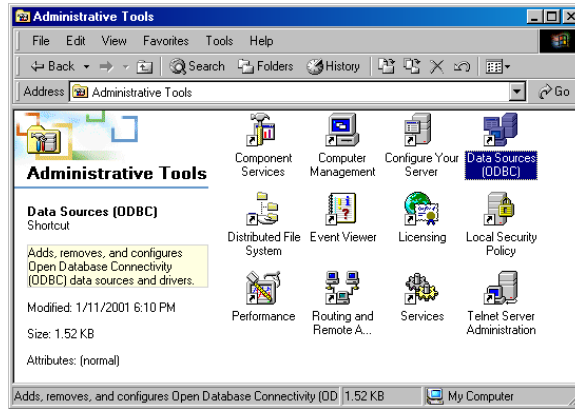 Administrative Tools
File Edit View Favorites Tools Help
Back Search Folders History
Address Administrative Tools Go
Administrative Tools
Data Sources (ODBC)
Shortcut
Adds, removes, and configures
Open Database Connectivity
(ODBC) data sources and drivers.
Modified: 1/11/2001 6:10 PM
Size: 1.52 KB
Attributes: (normal)
Component
Services
Computer
Management
Configure Your
Server
Data Sources
(ODBC)
Distributed File
System
Event Viewer
Licensing
Local Security
Policy
Performance
Routing and
Remote A...
Services
Telnet Server
Administration
Adds, removes, and configures Open Database Connectivity (OD 1.52 KB My Computer